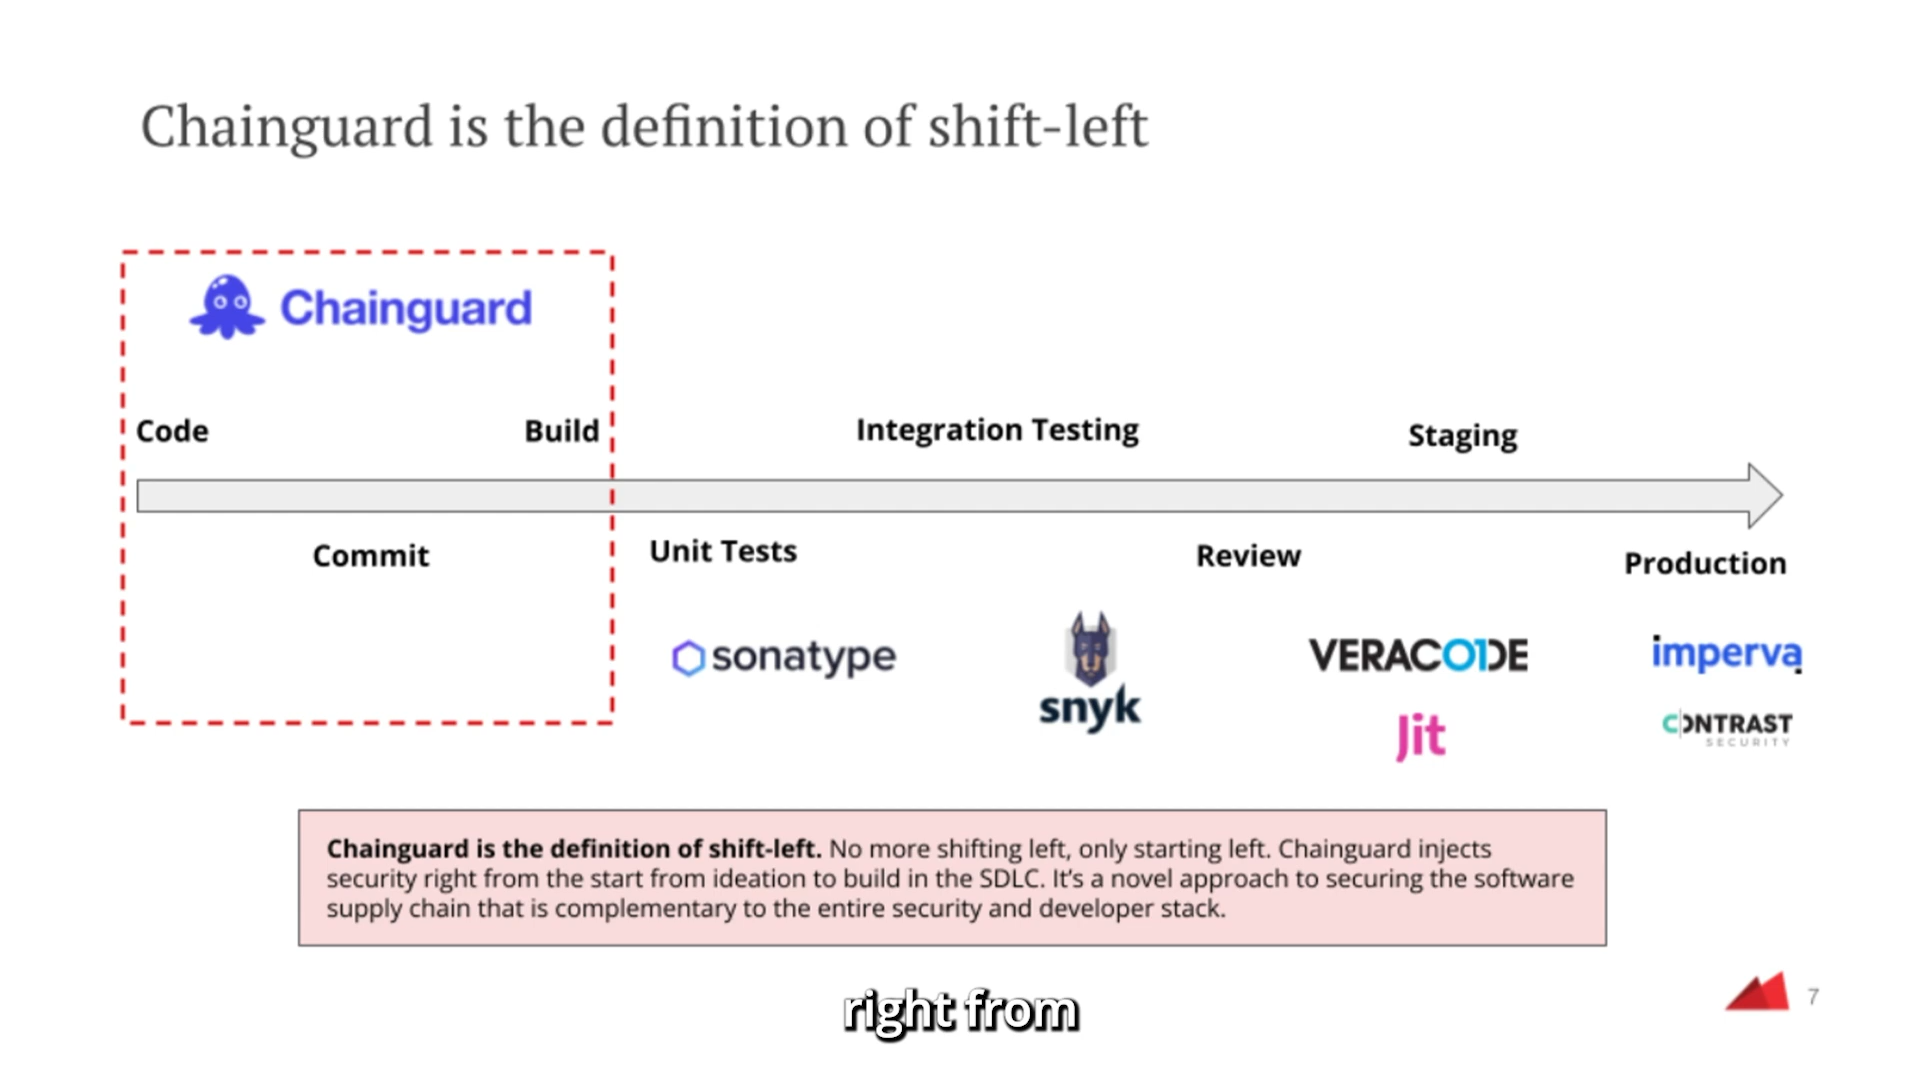 Chainguard is the definition of shift-left
Chainguard
Code
Build
Integration Testing
Staging
Commit
Unit Tests
Review
Production
sonatype
snyk
VERACODE
Jit
imperva
CONTRAST
SECURITY
Chainguard is the definition of shift-left. No more shifting left, only starting left. Chainguard injects
security right from the start from ideation to build in the SDLC. It's a novel approach to securing the software
supply chain that is complementary to the entire security and developer stack.
right from
7